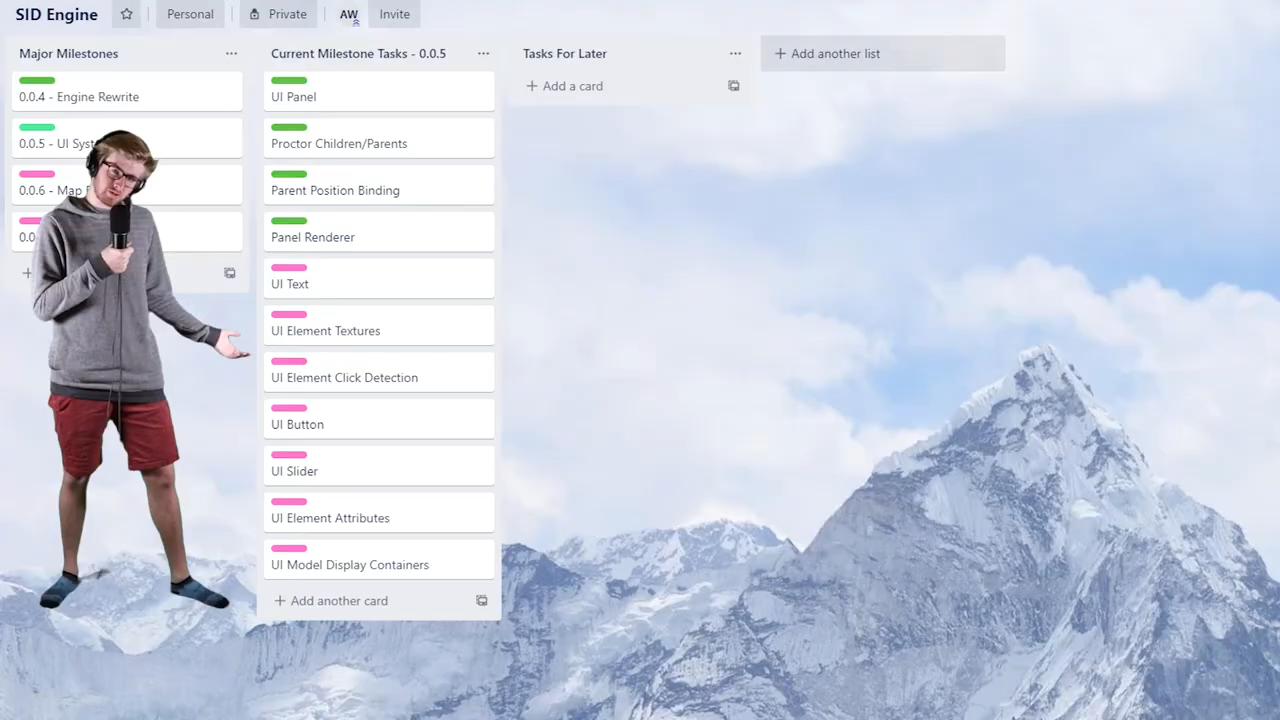 SID Engine
Personal
Private
AW
Invite
Major Milestones
0.0.4 - Engine Rewrite
0.0.5 - UI
0.0.6 - Map
Current Milestone Tasks - 0.0.5
UI Panel
Proctor Children/Parents
Parent Position Binding
Panel Renderer
UI Text
UI Element Textures
UI Element Click Detection
UI Button
UI Slider
UI Element Attributes
UI Model Display Containers
Add another card
Tasks For Later
Add a card
Add another list